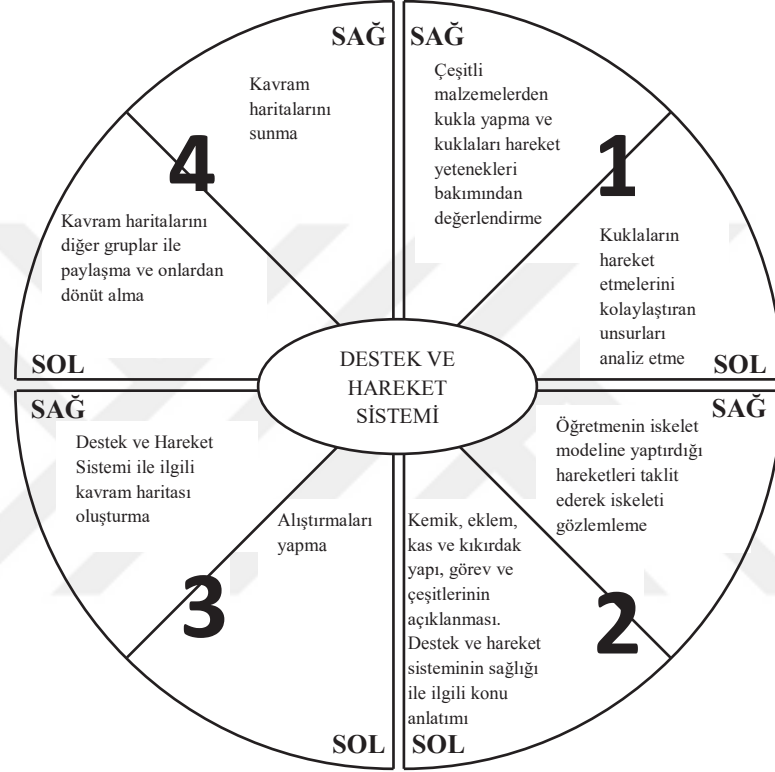 SAĞ
Kavram
haritalarını
sunma
4
Kavram haritalarını
diğer gruplar ile
paylaşma ve onlardan
dönüt alma
SOL
SAĞ
Çeşitli
malzemelerden
kukla yapma ve
kuklaları hareket
yetenekleri
bakımından
değerlendirme
1
Kuklaların
hareket
etmelerini
kolaylaştıran
unsurları
analiz etme
SOL
DESTEK VE
HAREKET
SİSTEMİ
SAĞ
Destek ve Hareket
Sistemi ile ilgili
kavram haritası
oluşturma
3
Alıştırmaları
yapma
SOL
SAĞ
Öğretmenin iskelet
modeline yaptırdığı
hareketleri taklit
ederek iskeleti
gözlemleme
2
Kemik, eklem,
kas ve kıkırdak
yapı, görev ve
çeşitlerinin
açıklanması.
Destek ve hareket
sisteminin sağlığı
ile ilgili konu
anlatımı
SOL